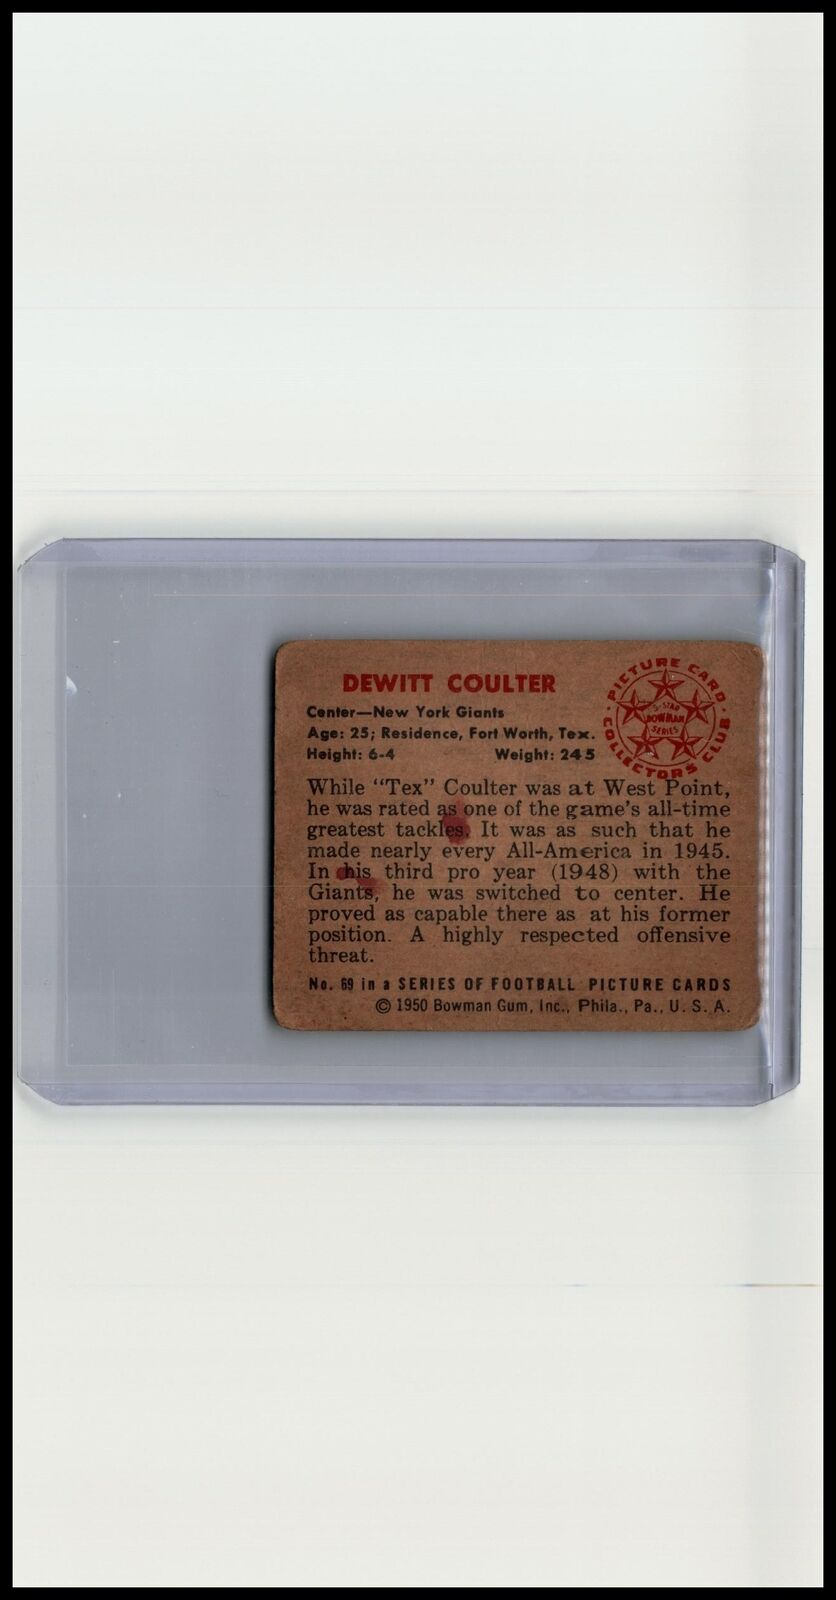 DEWITT COULTER
Center—New York Giants
Age: 25; Residence, Fort Worth, Tex.
Height: 6-4 Weight: 245
PICTURE CARD
COLLECTORS CLUB
5-STAR
BOWMAN
SERIES
While "Tex" Coulter was at West Point,
he was rated as one of the game's all-time
greatest tackles. It was as such that he
made nearly every All-America in 1945.
In his third pro year (1948) with the
Giants, he was switched to center. He
proved as capable there as at his former
position. A highly respected offensive
threat.
No. 69 in a SERIES OF FOOTBALL PICTURE CARDS
© 1950 Bowman Gum, Inc., Phila., Pa., U. S. A.